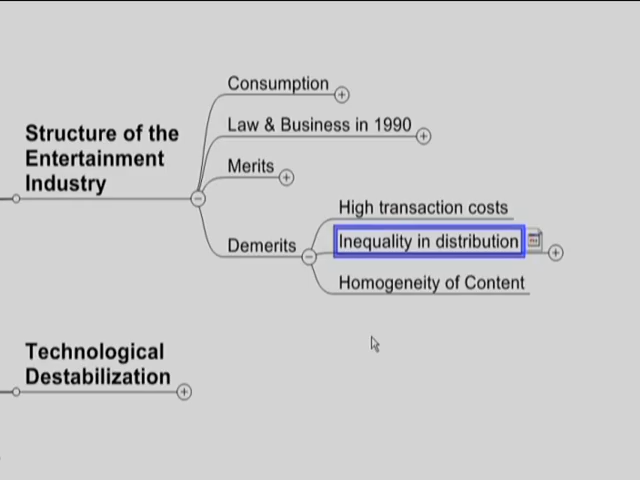 Consumption
Law & Business in 1990
Structure of the
Entertainment
Industry
Merits
High transaction costs
Demerits
Inequality in distribution
Homogeneity of Content
Technological
Destabilization